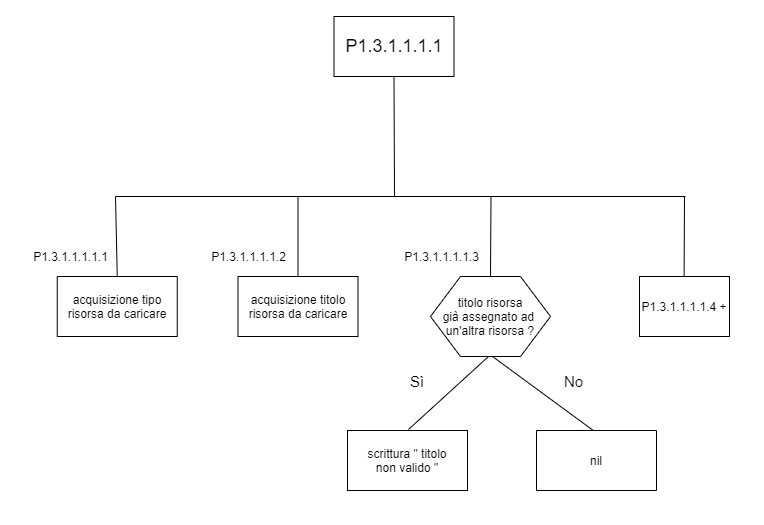 P1.3.1.1.1.1
P1.3.1.1.1.1.1
P1.3.1.1.1.1.2
P1.3.1.1.1.1.3
acquisizione tipo
risorsa da caricare
acquisizione titolo
risorsa da caricare
titolo risorsa
già assegnato ad
un'altra risorsa ?
P1.3.1.1.1.1.4 +
Sì
No
scrittura " titolo
non valido "
nil